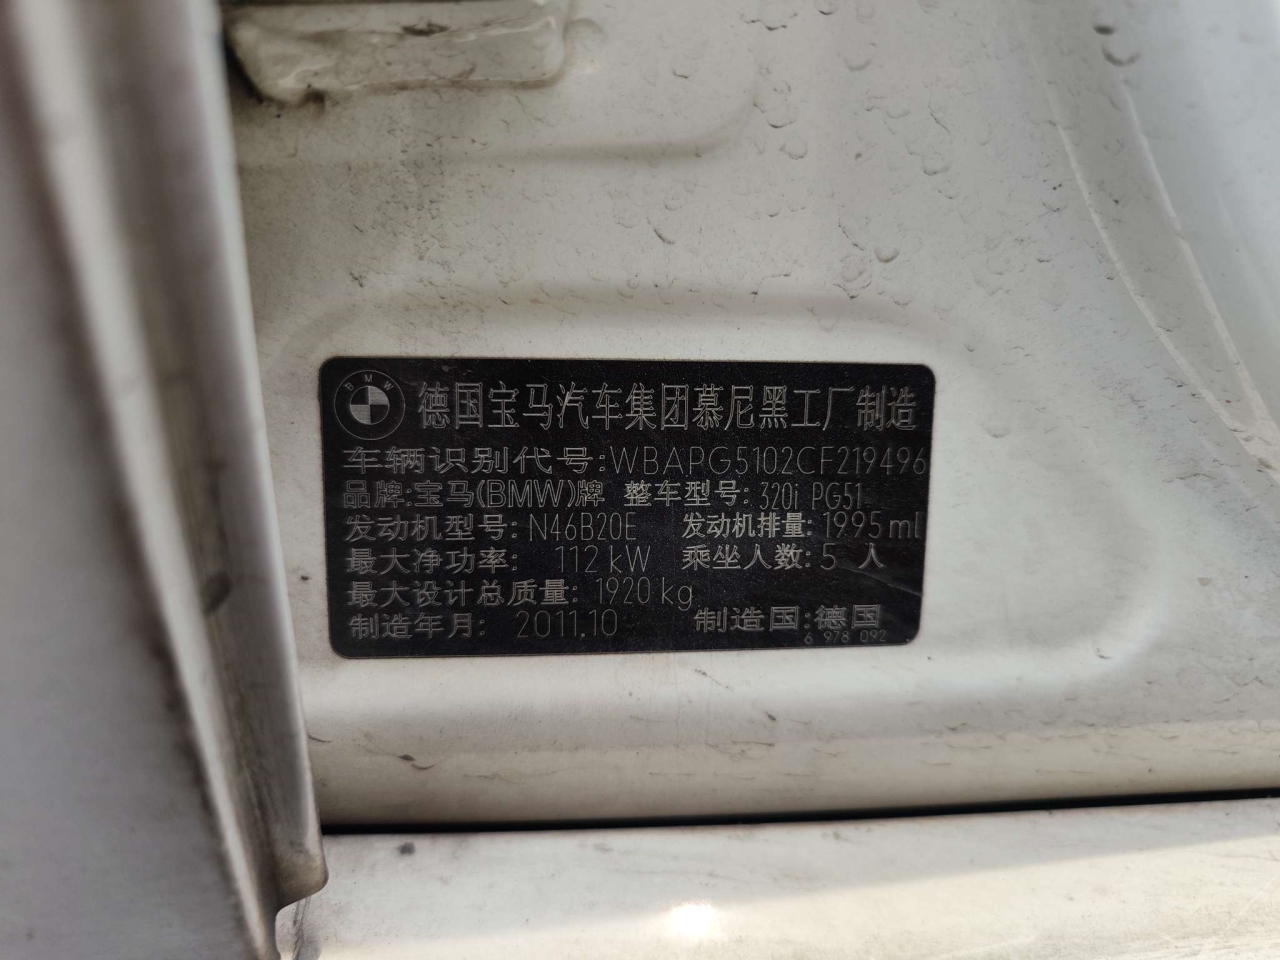 BMW
德国宝马汽车集团慕尼黑工厂制造
车辆识别代号:WBAPG5102CF219496
品牌:宝马(BMW)牌 整车型号: 320i PG51
发动机型号: N46B20E 发动机排量: 1995 ml
最大净功率: 112 kW 乘坐人数: 5 人
最大设计总质量: 1920 kg
制造年月: 2011.10 制造国: 德国
6 978 092